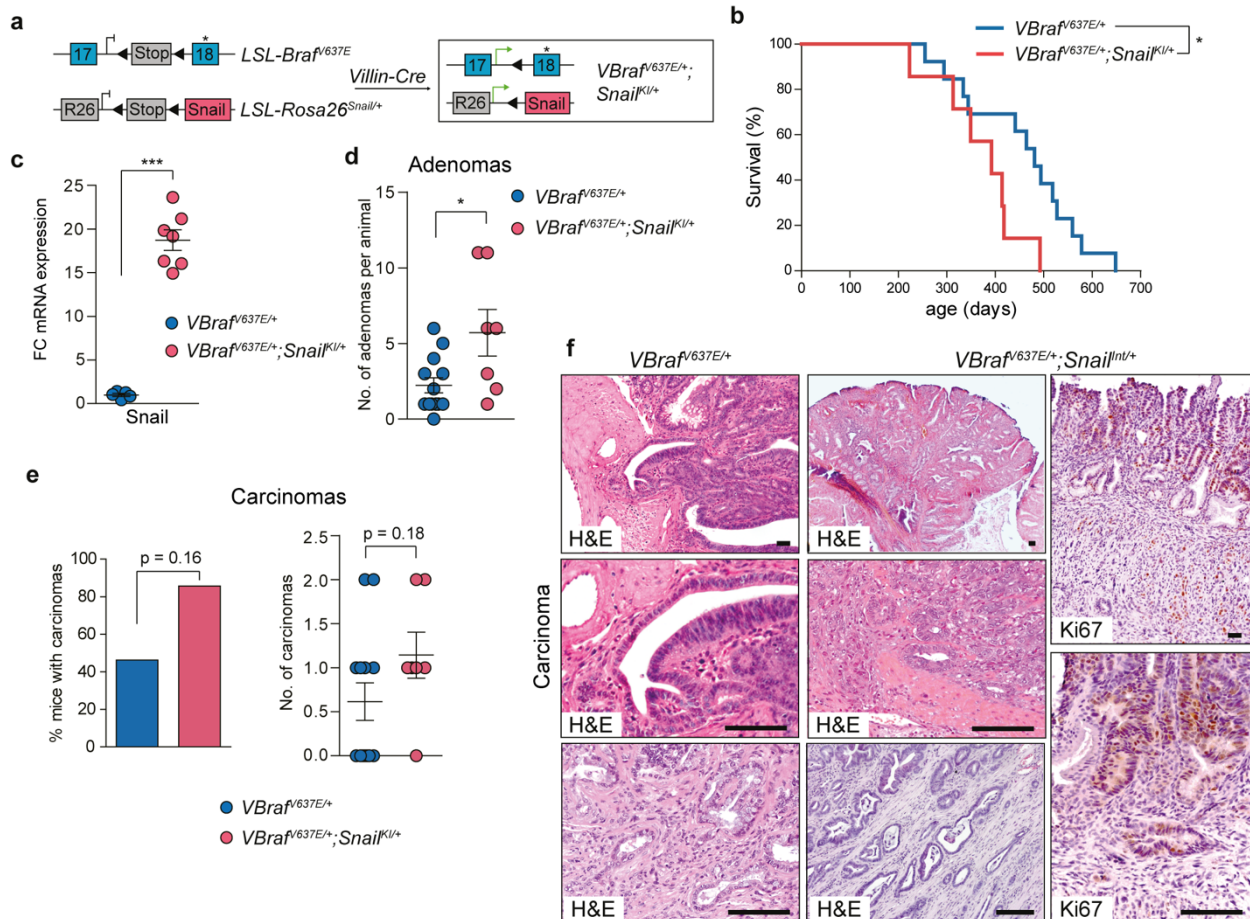 a
17
Stop
*
18
LSL-Braf^V637E
R26
Stop
Snail
LSL-Rosa26^Snail/+
Villin-Cre
17
*
18
R26
Snail
VBraf^V637E/+;
Snail^KI/+
b
VBraf^V637E/+
VBraf^V637E/+;Snail^KI/+
*
Survival (%)
100
80
60
40
20
0
0 100 200 300 400 500 600 700
age (days)
c
***
FC mRNA expression
25
20
15
10
5
0
VBraf^V637E/+
VBraf^V637E/+;Snail^KI/+
Snail
d
Adenomas
VBraf^V637E/+
VBraf^V637E/+;Snail^KI/+
*
No. of adenomas per animal
15
10
5
0
e
Carcinomas
p = 0.16
% mice with carcinomas
100
80
60
40
20
0
p = 0.18
No. of carcinomas
2.0
1.5
1.0
0.5
0.0
VBraf^V637E/+
VBraf^V637E/+;Snail^KI/+
f
VBraf^V637E/+
VBraf^V637E/+;Snail^Int/+
Carcinoma
H&E
H&E
Ki67
H&E
H&E
H&E
H&E
Ki67